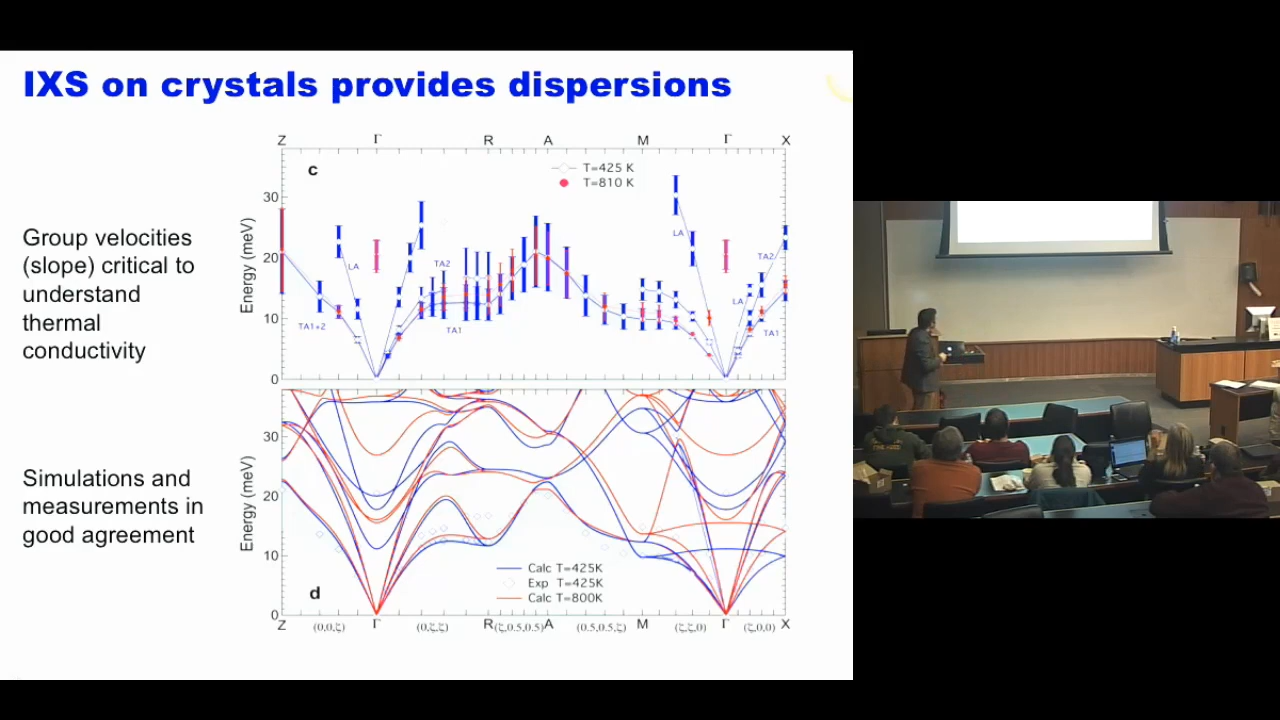 IXS on crystals provides dispersions
Group velocities
(slope) critical to
understand
thermal
conductivity
Simulations and
measurements in
good agreement
Z Γ R A M Γ X
c
T=425 K
T=810 K
30
20
10
0
Energy (meV)
LA
TA1+2
TA2
TA1
LA
LA
TA2
TA1
30
20
10
0
Energy (meV)
d
Calc T=425K
Exp T=425K
Calc T=800K
Z (0,0,ζ) Γ (0,ζ,ζ) R (ζ,0.5,0.5) A (0.5,0.5,ζ) M (ζ,ζ,0) Γ (ζ,0,0) X